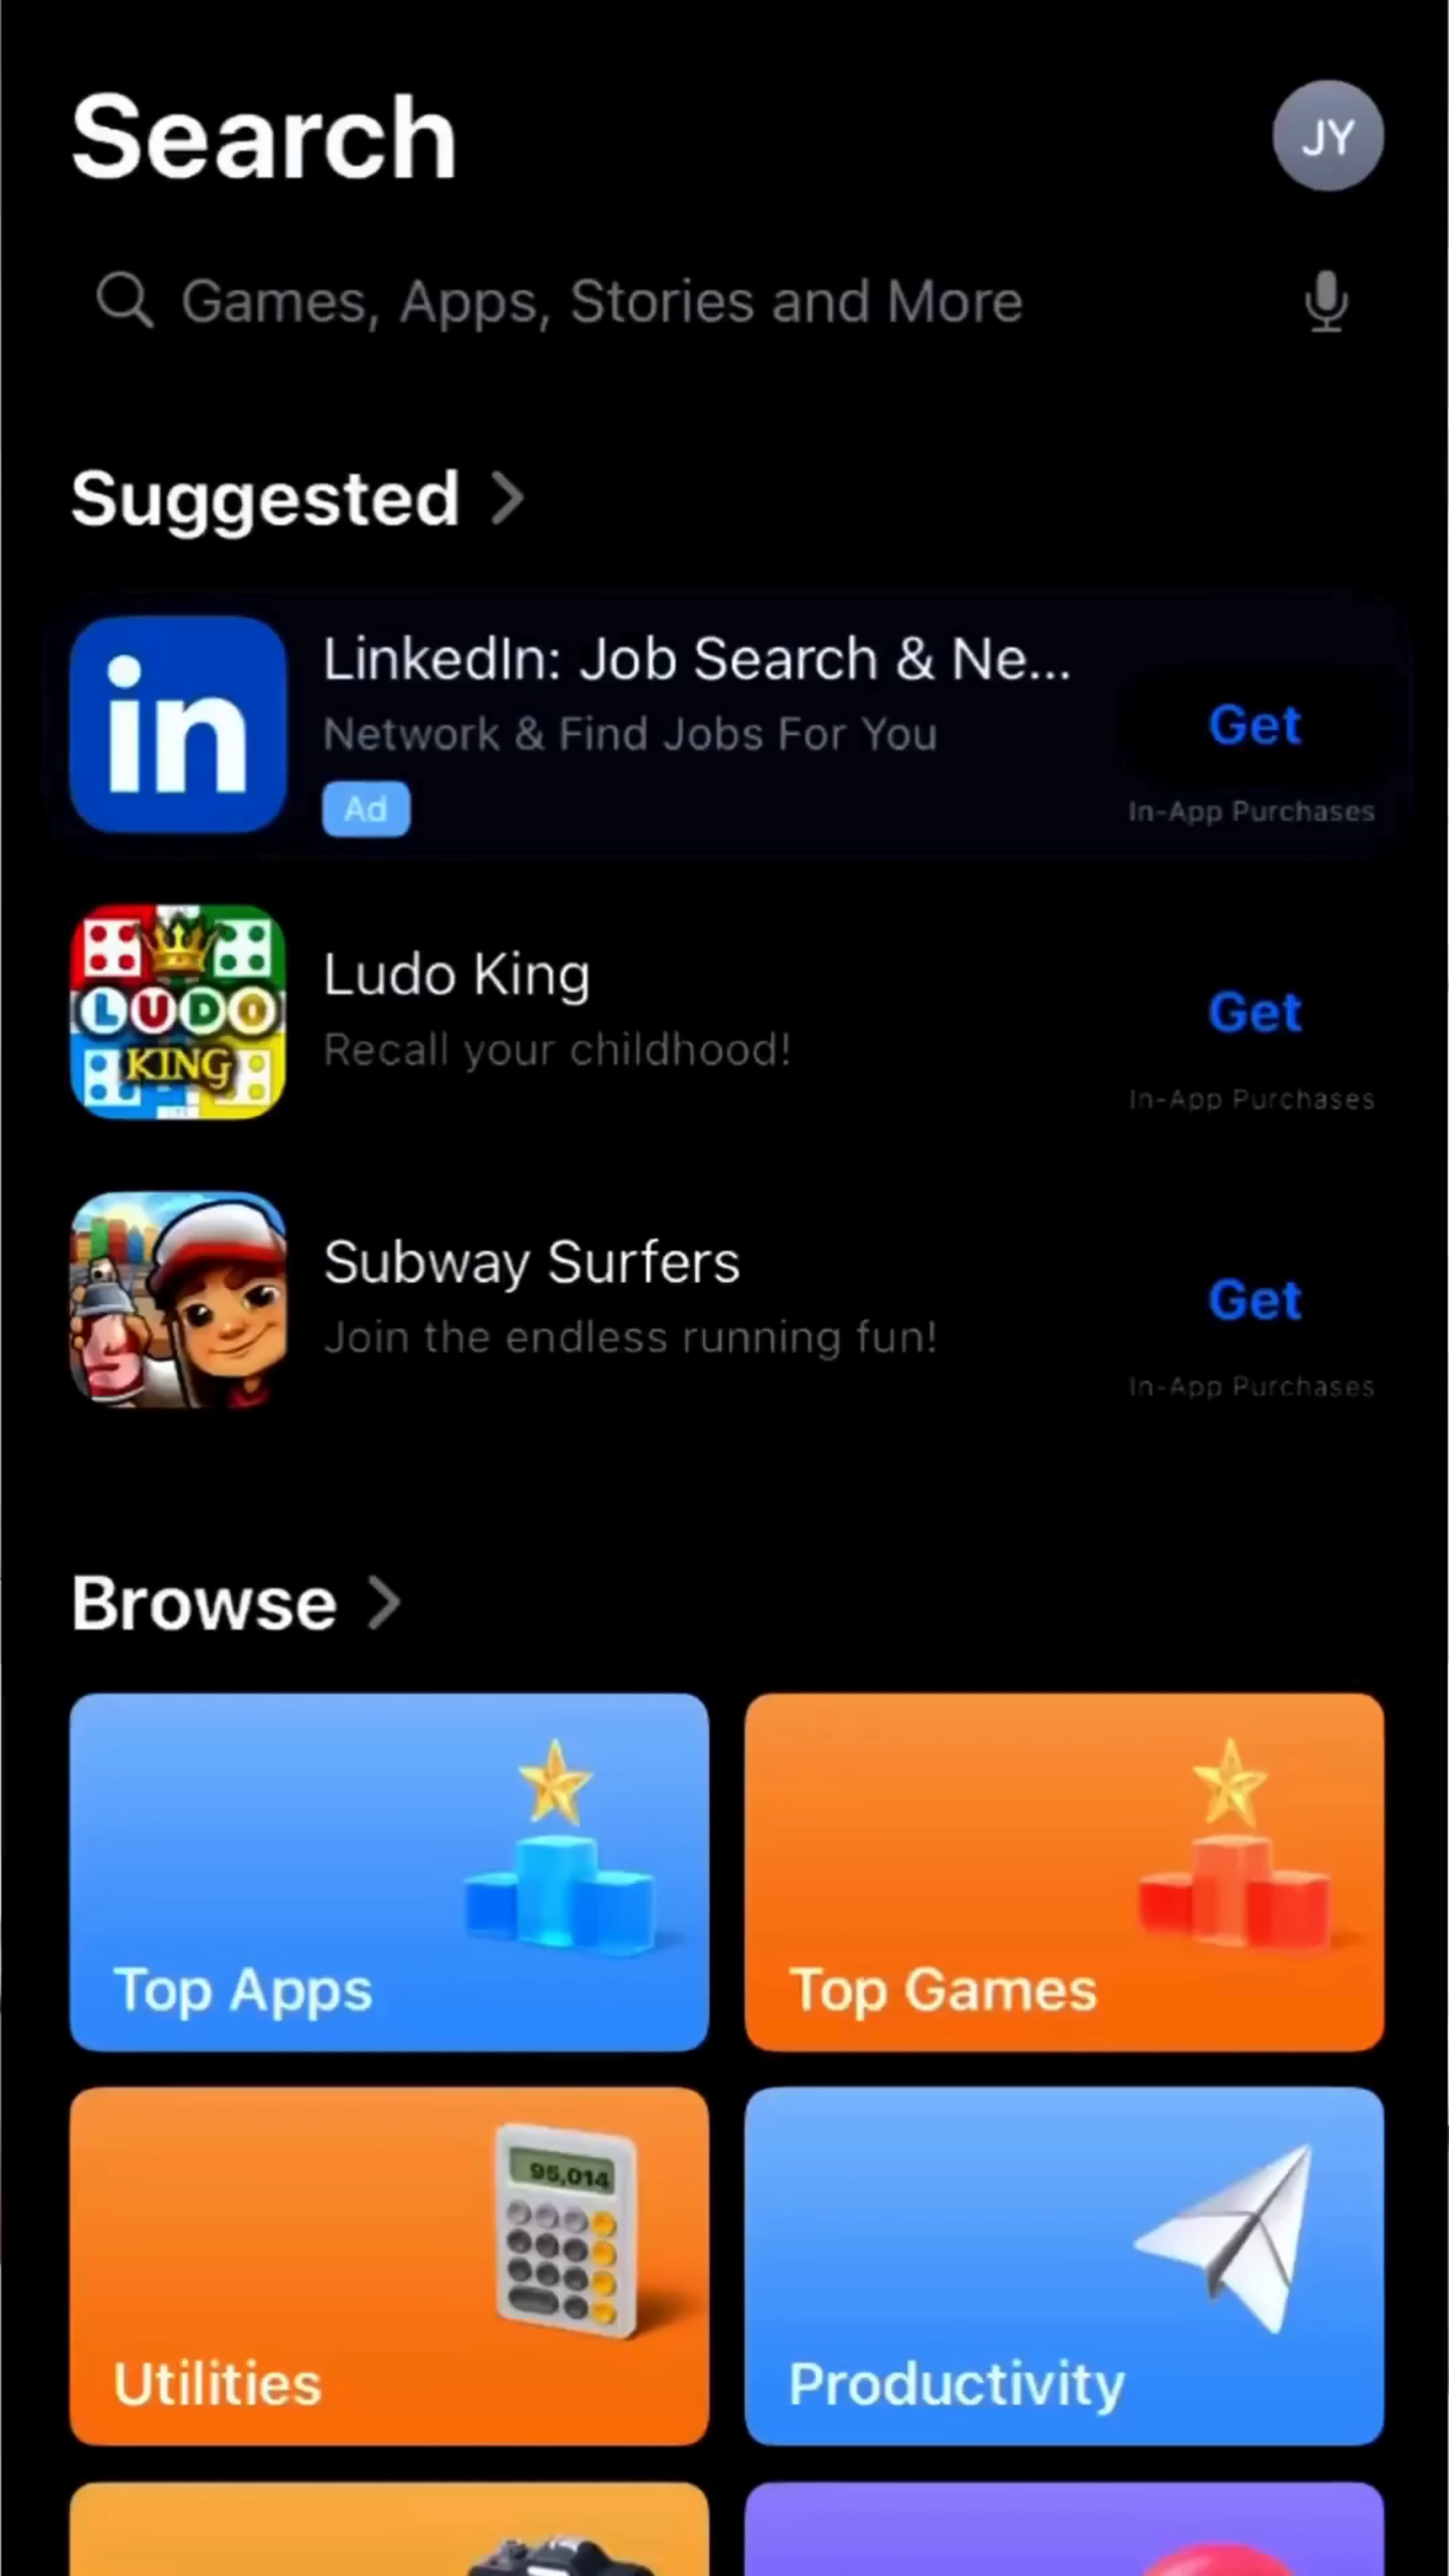 Search
JY
Games, Apps, Stories and More
Suggested
in
LinkedIn: Job Search & Ne...
Network & Find Jobs For You
Ad
Get
In-App Purchases
LUDO
KING
Ludo King
Recall your childhood!
Get
In-App Purchases
Subway Surfers
Join the endless running fun!
Get
In-App Purchases
Browse
Top Apps
Top Games
95,014
Utilities
Productivity